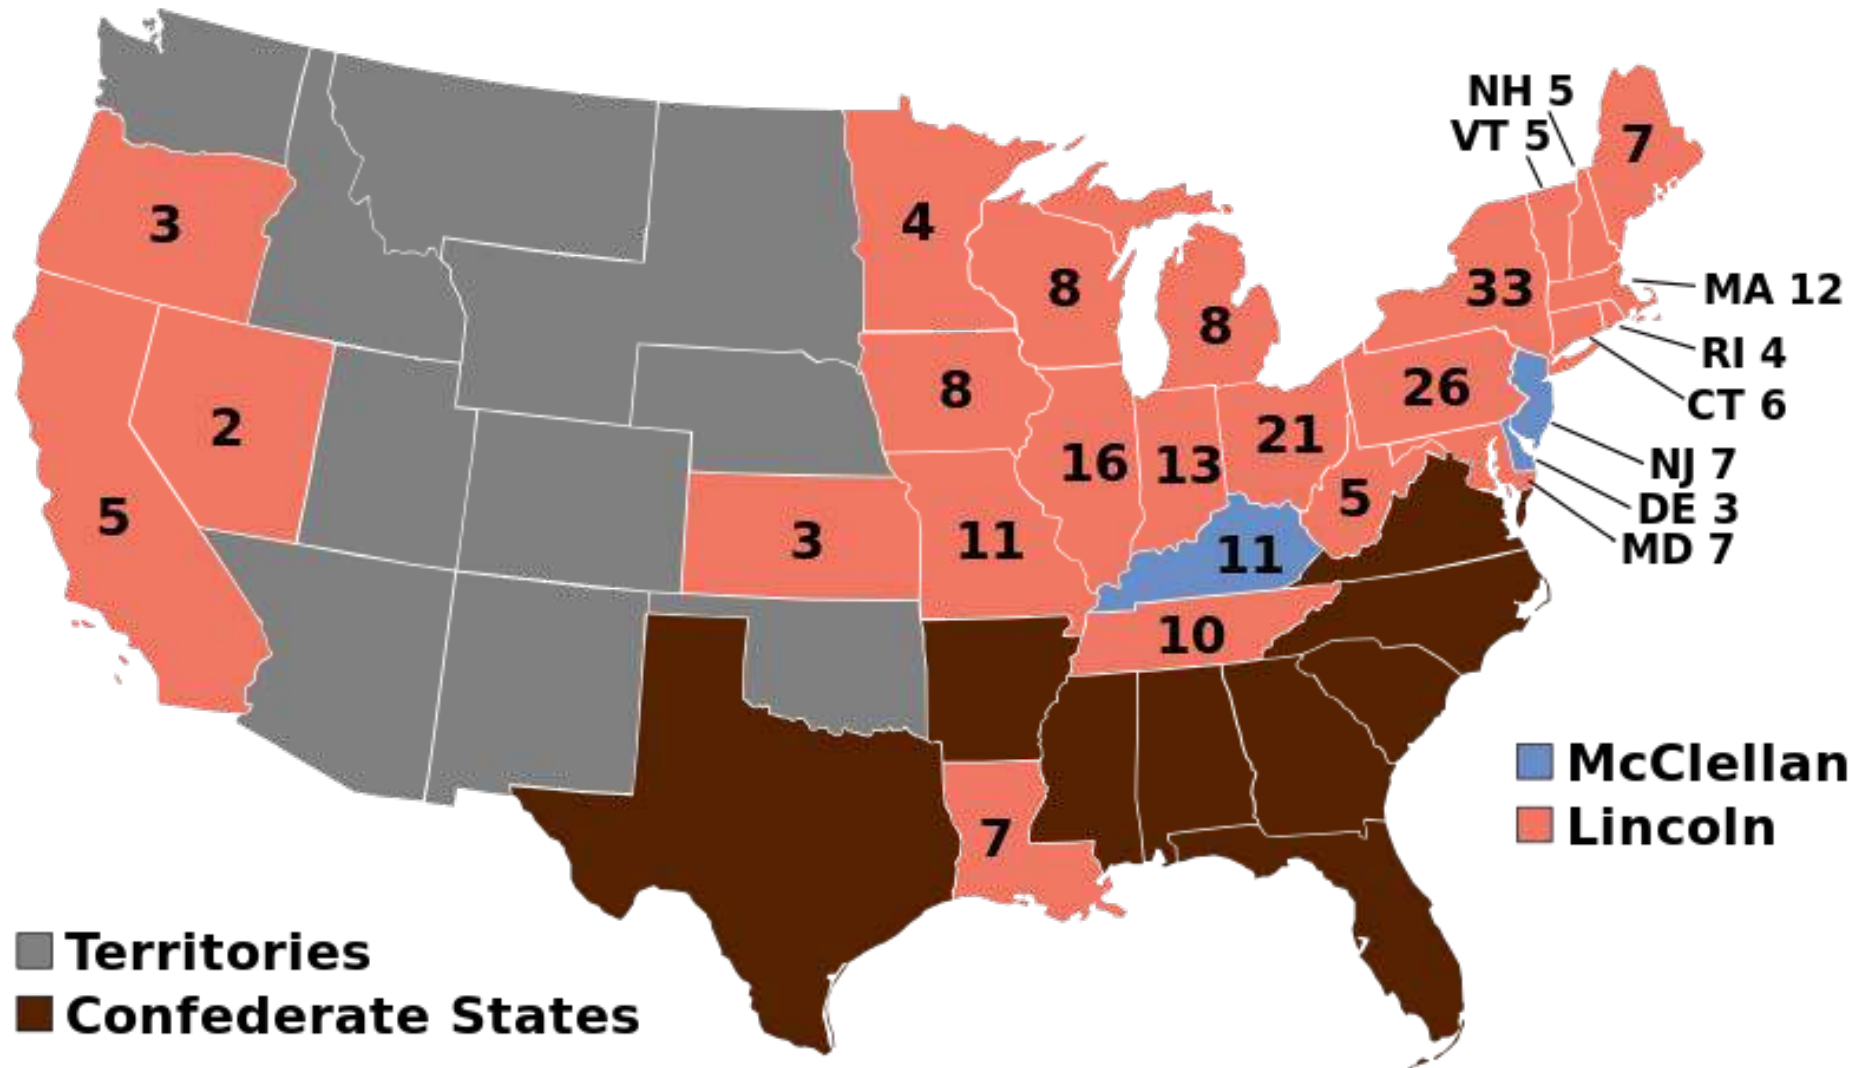 NH 5
VT 5
7
3
4
33
8
MA 12
8
RI 4
26
8
CT 6
2
21
16
13
NJ 7
5
DE 3
5
3
11
MD 7
11
10
McClellan
Lincoln
7
Territories
Confederate States